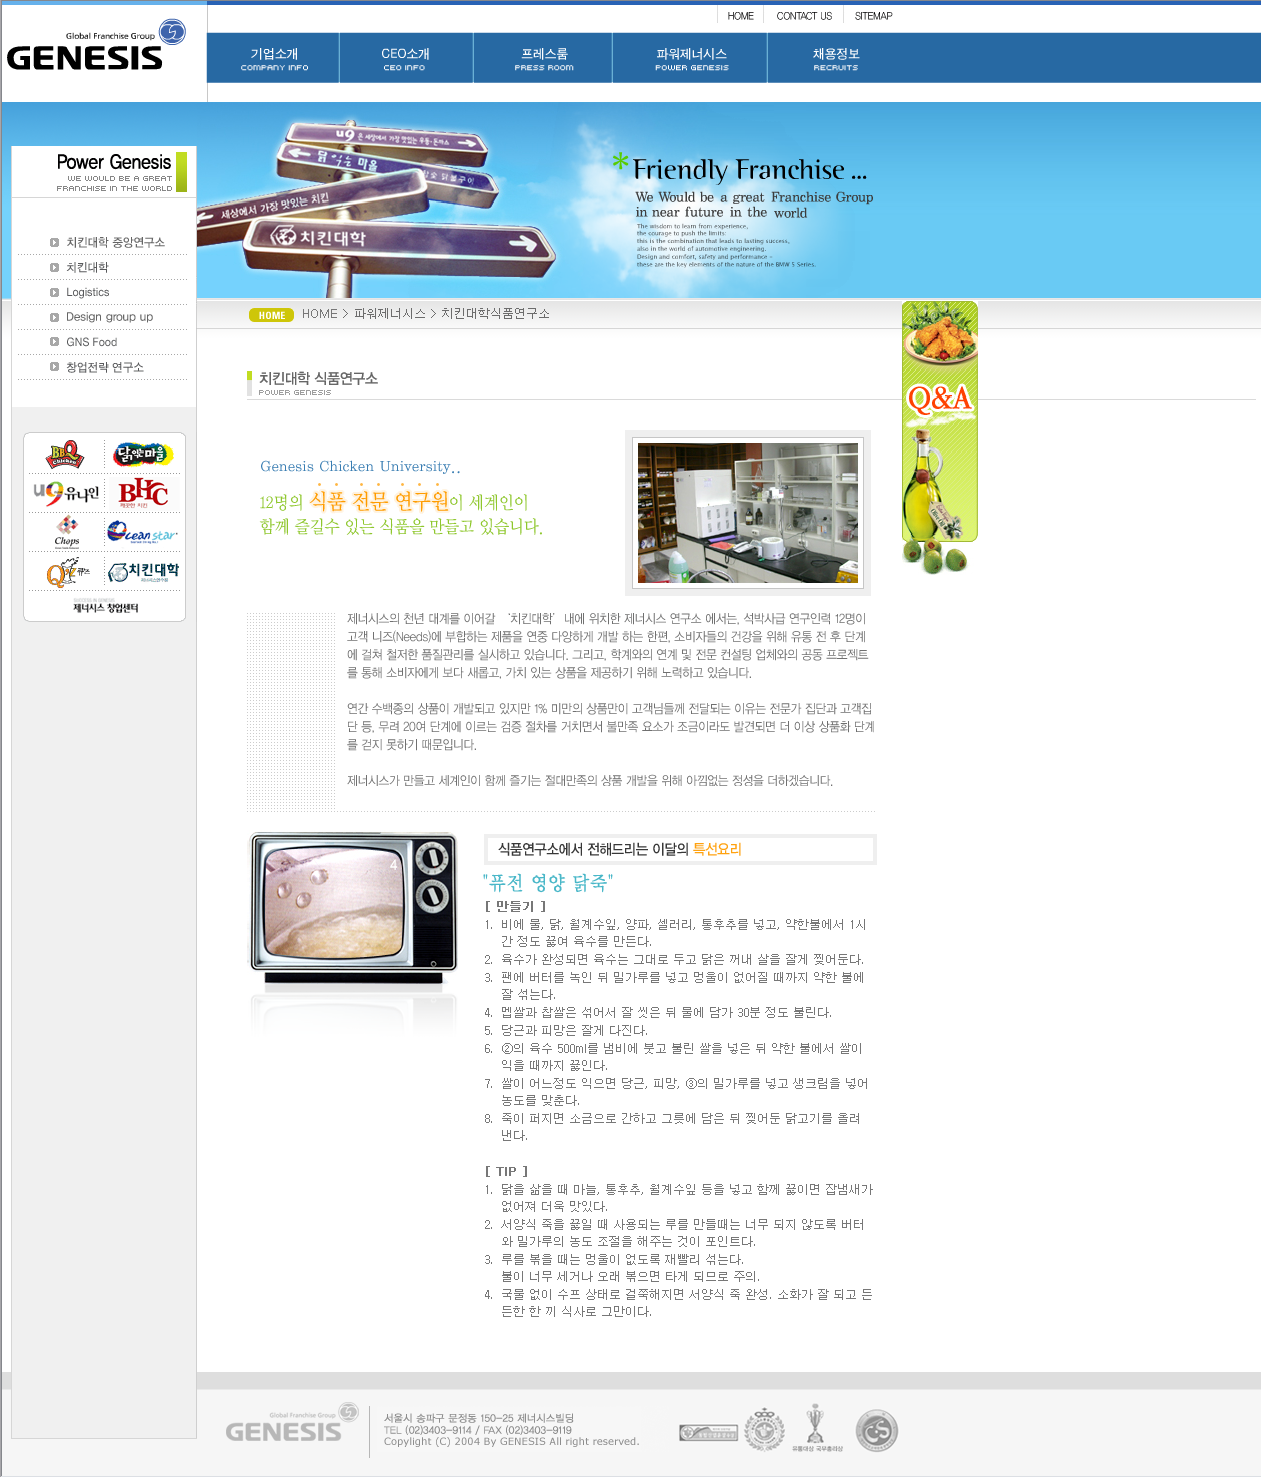 HOME
CONTACT US
SITEMAP
Global Franchise Group
GENESIS
기업소개
COMPANY INFO
CEO소개
CEO INFO
프레스룸
PRESS ROOM
파워제너시스
POWER GENESIS
채용정보
RECRUITS
Power Genesis
WE WOULD BE A GREAT
FRANCHISE IN THE WORLD
치킨대학 중앙연구소
치킨대학
Logistics
Design group up
GNS Food
창업전략 연구소
BBQ
Chicken
닭익는마을
u9유나인
BHC
Chops
Ocean star
치킨대학
제너시스 창업센터
u9
닭익는 마을
세상에서 가장 맛있는 치킨
치킨대학
*Friendly Franchise ...
We Would be a great Franchise Group
in near future in the world
The wisdom to learn from experience,
the courage to push the limits:
this is the combination that leads to lasting success,
also in the world of automotive engineering.
Design and comfort, safety and performance -
these are the key elements of the nature of the BMW 5 Series.
HOME
HOME > 파워제너시스 > 치킨대학식품연구소
치킨대학 식품연구소
POWER GENESIS
Q&A
Genesis Chicken University..
12명의 식품 전문 연구원이 세계인이
함께 즐길수 있는 식품을 만들고 있습니다.
제너시스의 천년 대계를 이어갈 '치킨대학' 내에 위치한 제너시스 연구소 에서는, 석박사급 연구인력 12명이
고객 니즈(Needs)에 부합하는 제품을 연중 다양하게 개발 하는 한편, 소비자들의 건강을 위해 유통 전 후 단계
에 걸쳐 철저한 품질관리를 실시하고 있습니다. 그리고, 학계와의 연계 및 전문 컨설팅 업체와의 공동 프로젝트
를 통해 소비자에게 보다 새롭고, 가치 있는 상품을 제공하기 위해 노력하고 있습니다.
연간 수백종의 상품이 개발되고 있지만 1% 미만의 상품만이 고객님들께 전달되는 이유는 전문가 집단과 고객집
단 등, 무려 20여 단계에 이르는 검증 절차를 거치면서 불만족 요소가 조금이라도 발견되면 더 이상 상품화 단계
를 걷지 못하기 때문입니다.
제너시스가 만들고 세계인이 함께 즐기는 절대만족의 상품 개발을 위해 아낌없는 정성을 더하겠습니다.
4
식품연구소에서 전해드리는 이달의 특선요리
"퓨전 영양 닭죽"
[ 만들기 ]
1. 비에 물, 닭, 월계수잎, 양파, 셀러리, 통후추를 넣고, 약한불에서 1시
간 정도 끓여 육수를 만든다.
2. 육수가 완성되면 육수는 그대로 두고 닭은 꺼내 살을 잘게 찢어둔다.
3. 팬에 버터를 녹인 뒤 밀가루를 넣고 멍울이 없어질 때까지 약한 불에
잘 섞는다.
4. 멥쌀과 찹쌀은 섞어서 잘 씻은 뒤 물에 담가 30분 정도 불린다.
5. 당근과 피망은 잘게 다진다.
6. ②의 육수 500ml를 냄비에 붓고 불린 쌀을 넣은 뒤 약한 불에서 쌀이
익을 때까지 끓인다.
7. 쌀이 어느정도 익으면 당근, 피망, ③의 밀가루를 넣고 생크림을 넣어
농도를 맞춘다.
8. 죽이 퍼지면 소금으로 간하고 그릇에 담은 뒤 찢어둔 닭고기를 올려
낸다.
[ TIP ]
1. 닭을 삶을 때 마늘, 통후추, 월계수잎 등을 넣고 함께 끓이면 잡냄새가
없어져 더욱 맛있다.
2. 서양식 죽을 끓일 때 사용되는 루를 만들때는 너무 되지 않도록 버터
와 밀가루의 농도 조절을 해주는 것이 포인트다.
3. 루를 볶을 때는 멍울이 없도록 재빨리 섞는다.
불이 너무 세거나 오래 볶으면 타게 되므로 주의.
4. 국물 없이 수프 상태로 걸쭉해지면 서양식 죽 완성. 소화가 잘 되고 든
든한 한 끼 식사로 그만이다.
Global Franchise Group
GENESIS
서울시 송파구 문정동 150-25 제너시스빌딩
TEL (02)3403-9114 / FAX (02)3403-9119
Copylight (C) 2004 By GENESIS All right reserved.